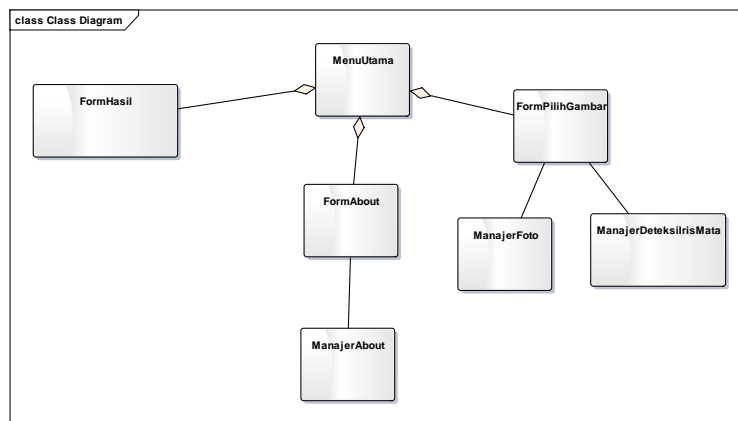 class Class Diagram
MenuUtama
FormHasil
FormPilihGambar
FormAbout
ManajerFoto
ManajerDeteksiIrisMata
ManajerAbout